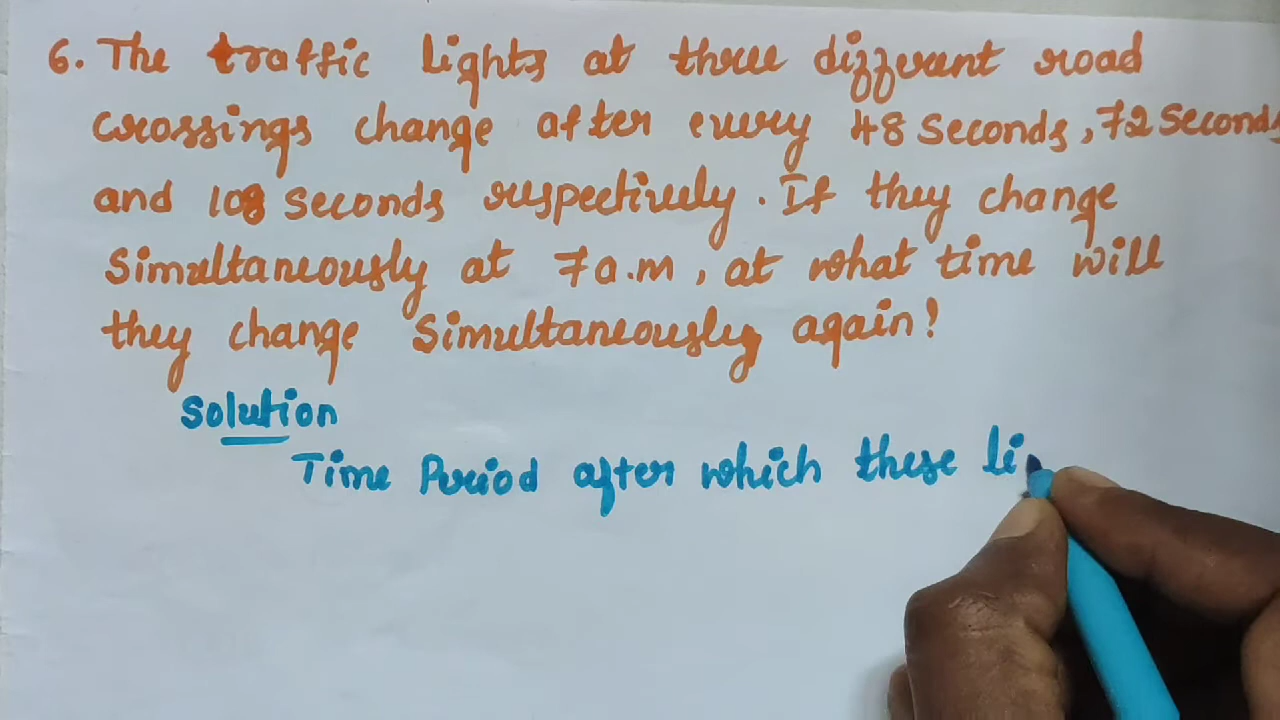 6. The traffic lights at three different road
crossings change after every 48 seconds, 72 seconds
and 108 seconds respectively. If they change
simultaneously at 7 a.m, at what time will
they change simultaneously again?
Solution
Time Period after which these li